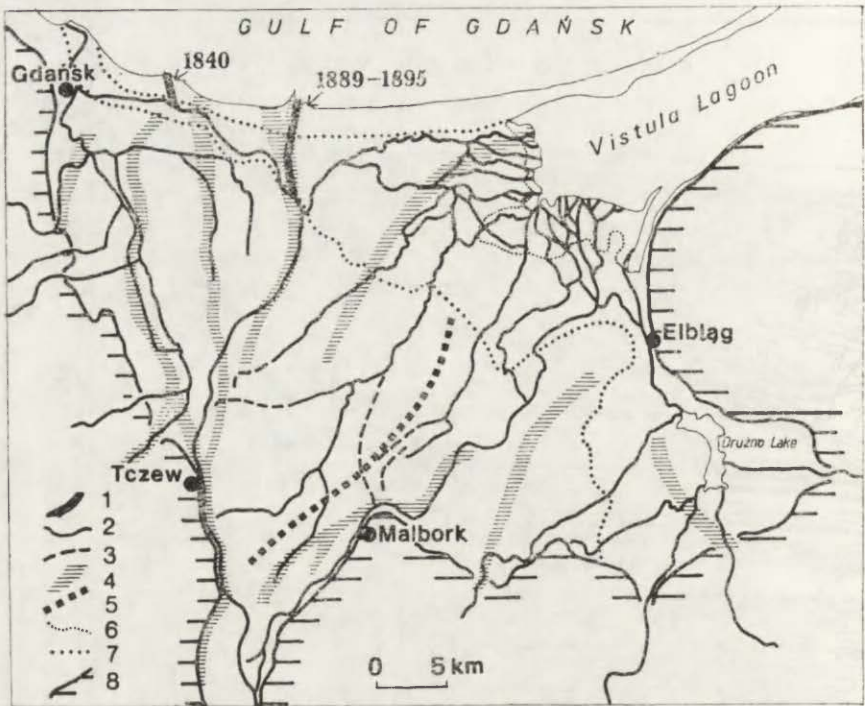 GULF OF GDAŃSK
1840
Gdańsk
1889–1895
Vistula Lagoon
Elbląg
Drużno Lake
Tczew
Malbork
1
2
3
4
5
6
7
8
0 5 km